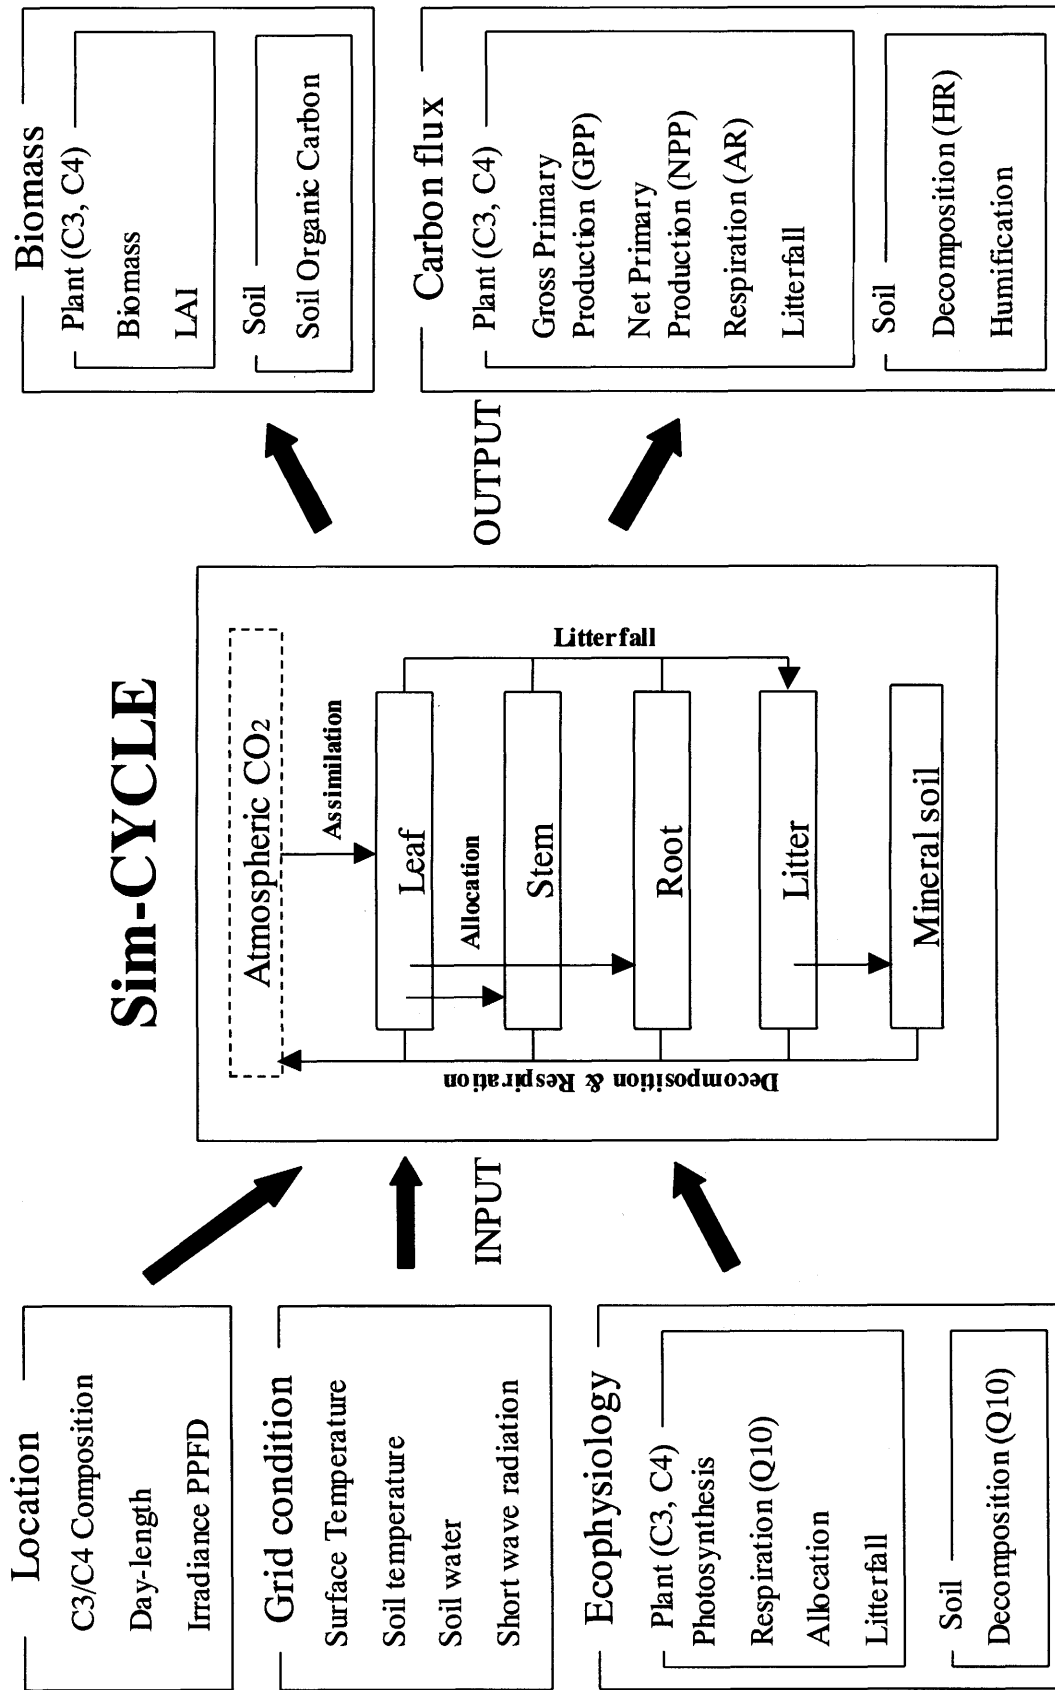 Sim-CYCLE
Location
C3/C4 Composition
Day-length
Irradiance PPFD
Grid condition
Surface Temperature
Soil temperature
Soil water
Short wave radiation
Ecophysiology
Plant (C3, C4)
Photosynthesis
Respiration (Q10)
Allocation
Litterfall
Soil
Decomposition (Q10)
INPUT
Atmospheric CO2
Assimilation
Leaf
Allocation
Stem
Root
Litter
Mineral soil
Litterfall
Decomposition & Respiration
OUTPUT
Biomass
Plant (C3, C4)
Biomass
LAI
Soil
Soil Organic Carbon
Carbon flux
Plant (C3, C4)
Gross Primary
Production (GPP)
Net Primary
Production (NPP)
Respiration (AR)
Litterfall
Soil
Decomposition (HR)
Humification